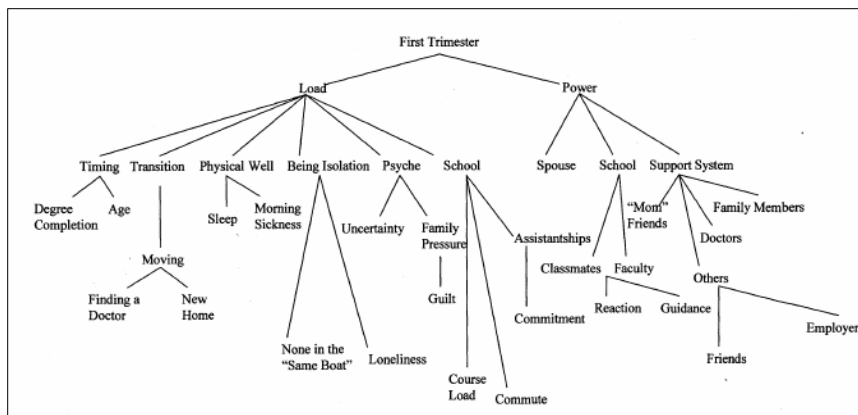 First Trimester
Load
Power
Timing
Transition
Physical Well
Being Isolation
Psyche
School
Spouse
School
Support System
Degree
Completion
Age
Sleep
Morning
Sickness
Uncertainty
Family
Pressure
"Mom"
Friends
Family Members
Doctors
Moving
Assistantships
Classmates
Faculty
Others
Finding a
Doctor
New
Home
Guilt
Commitment
Reaction
Guidance
Employer
None in the
"Same Boat"
Loneliness
Friends
Course
Load
Commute